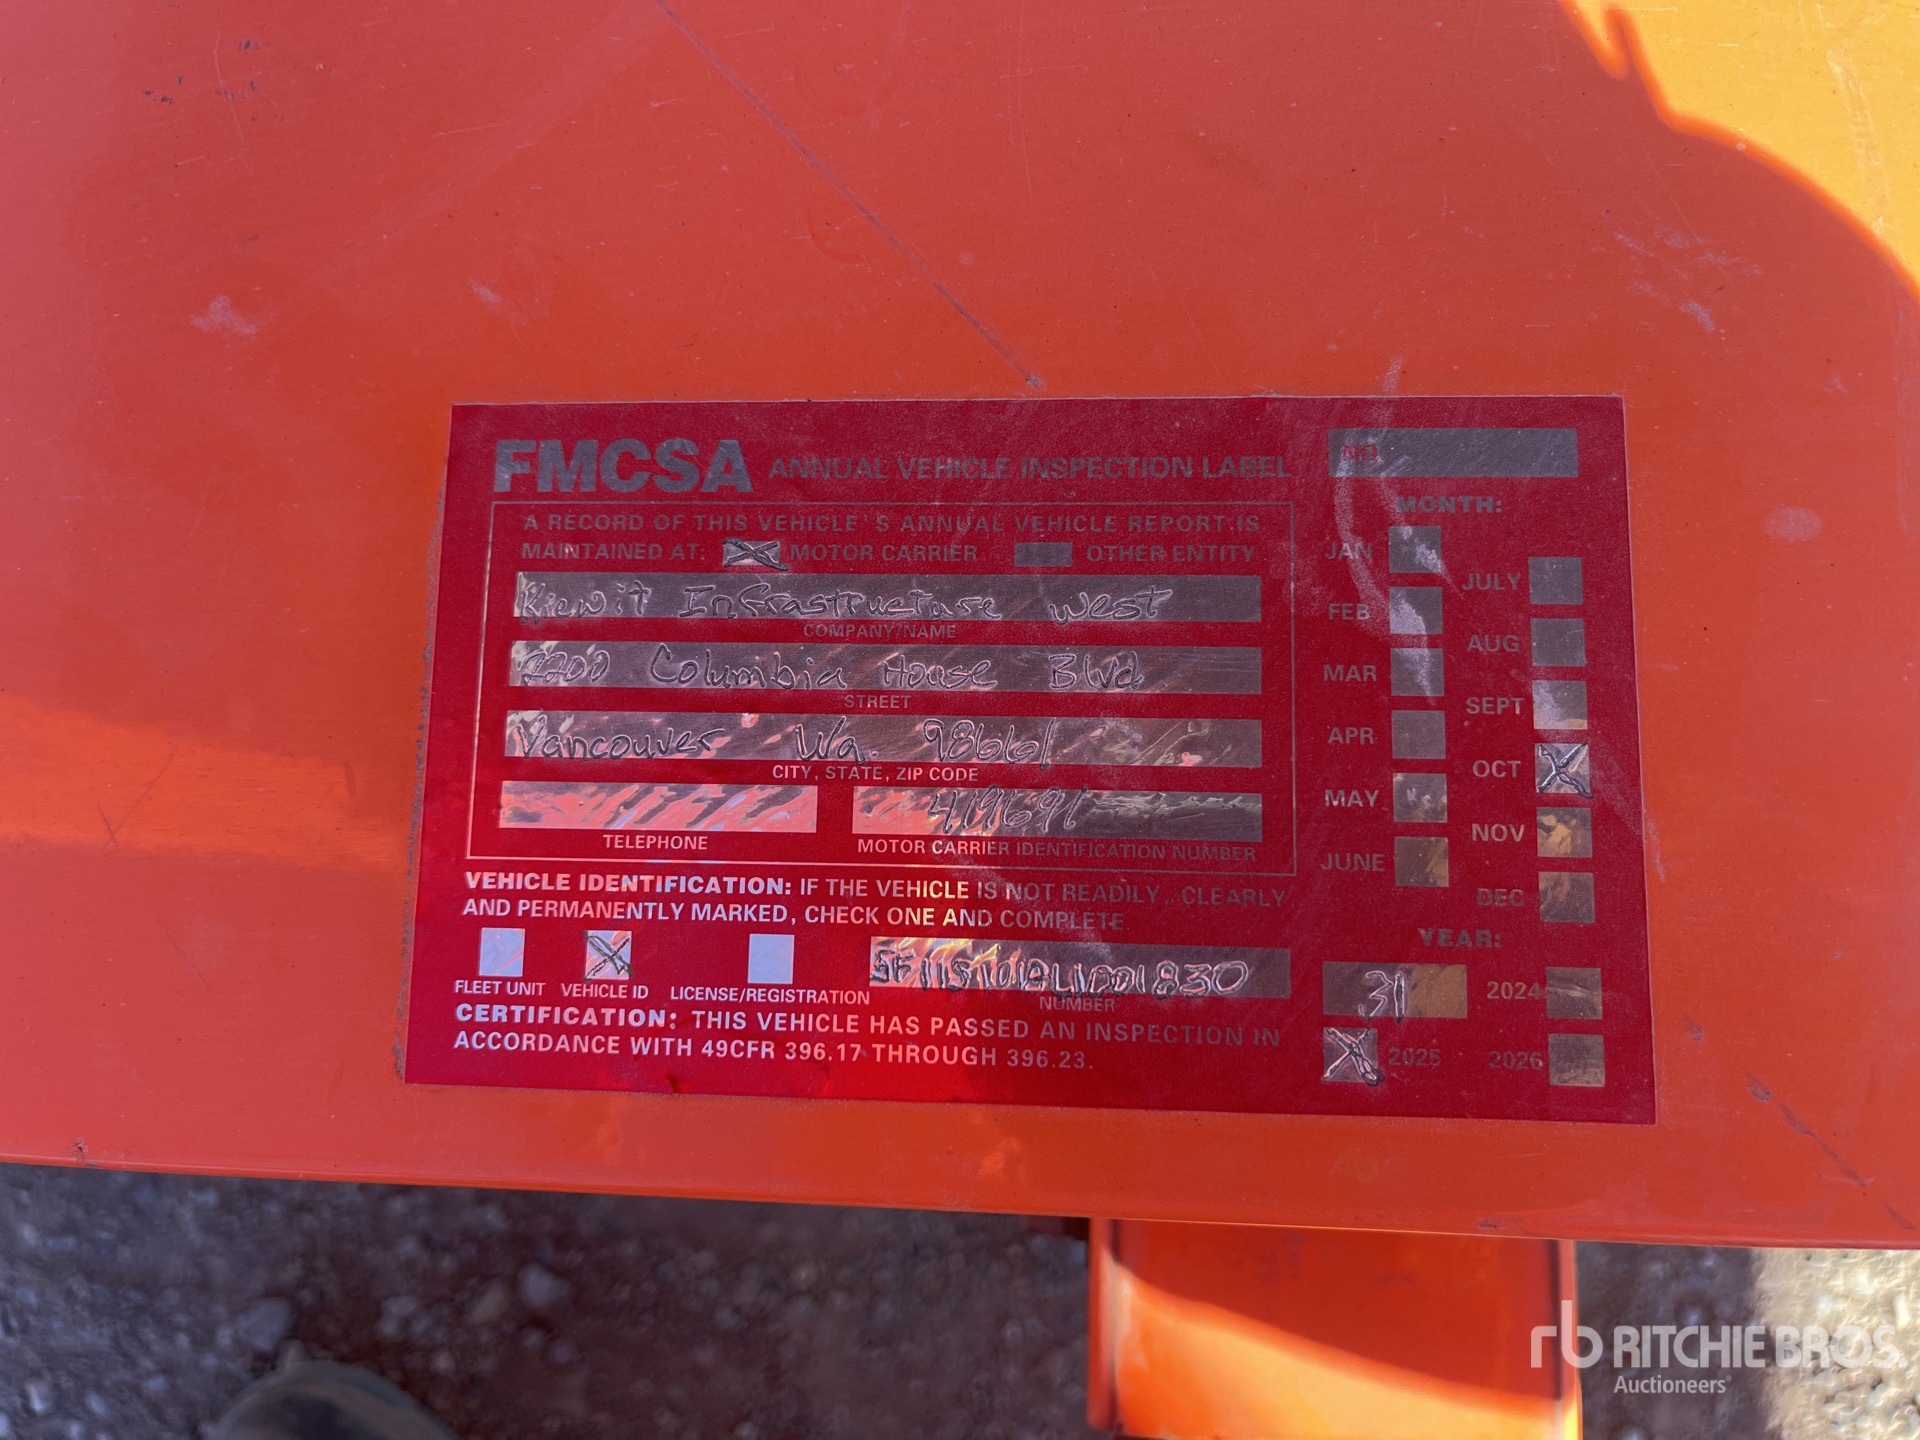 FMCSA ANNUAL VEHICLE INSPECTION LABEL
NO.
A RECORD OF THIS VEHICLE'S ANNUAL VEHICLE REPORT IS
MAINTAINED AT: X MOTOR CARRIER OTHER ENTITY
Kiewit Infrastructure West
COMPANY/NAME
2200 Columbia House Blvd
STREET
Vancouver Wa. 98661
CITY, STATE, ZIP CODE
419691
TELEPHONE
MOTOR CARRIER IDENTIFICATION NUMBER
VEHICLE IDENTIFICATION: IF THE VEHICLE IS NOT READILY, CLEARLY,
AND PERMANENTLY MARKED, CHECK ONE AND COMPLETE.
X
FLEET UNIT VEHICLE ID LICENSE/REGISTRATION
NUMBER
CERTIFICATION: THIS VEHICLE HAS PASSED AN INSPECTION IN
ACCORDANCE WITH 49CFR 396.17 THROUGH 396.23.
MONTH:
JAN
JULY
FEB
AUG
MAR
SEPT
APR
OCT X
MAY
NOV
JUNE
DEC
YEAR:
31 2024
X 2025 2026
rb RITCHIE BROS.
Auctioneers